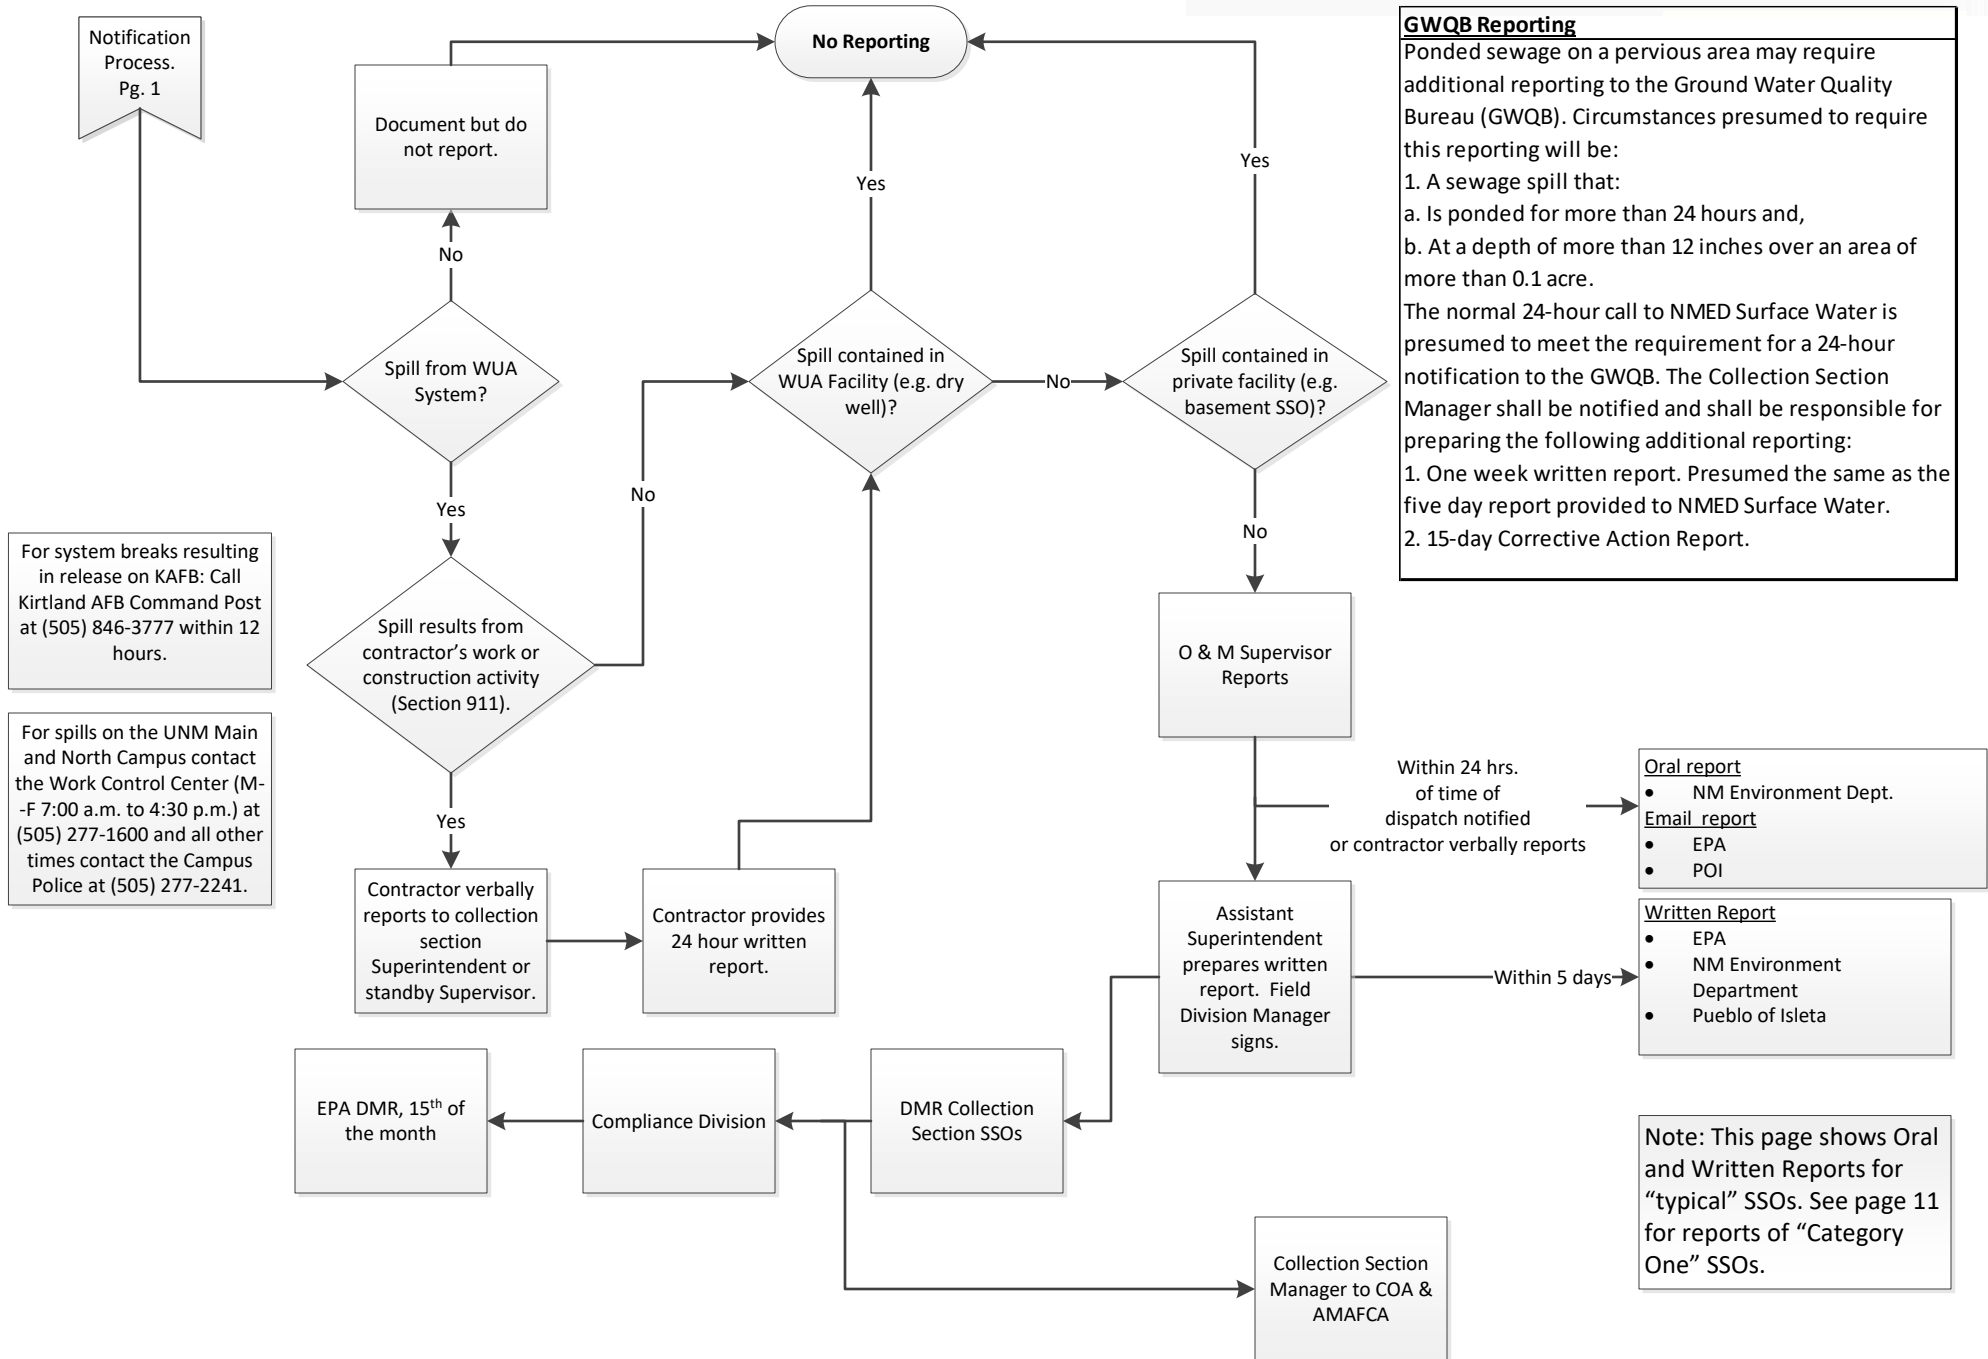 Notification
Process.
Pg. 1
No Reporting
Document but do
not report.
Yes
Yes
No
Spill from WUA
System?
Spill contained in
WUA Facility (e.g. dry
well)?
No
Spill contained in
private facility (e.g.
basement SSO)?
GWQB Reporting
Ponded sewage on a pervious area may require
additional reporting to the Ground Water Quality
Bureau (GWQB). Circumstances presumed to require
this reporting will be:
1. A sewage spill that:
a. Is ponded for more than 24 hours and,
b. At a depth of more than 12 inches over an area of
more than 0.1 acre.
The normal 24-hour call to NMED Surface Water is
presumed to meet the requirement for a 24-hour
notification to the GWQB. The Collection Section
Manager shall be notified and shall be responsible for
preparing the following additional reporting:
1. One week written report. Presumed the same as the
five day report provided to NMED Surface Water.
2. 15-day Corrective Action Report.
Yes
No
No
For system breaks resulting
in release on KAFB: Call
Kirtland AFB Command Post
at (505) 846-3777 within 12
hours.
Spill results from
contractor’s work or
construction activity
(Section 911).
O & M Supervisor
Reports
For spills on the UNM Main
and North Campus contact
the Work Control Center (M-
-F 7:00 a.m. to 4:30 p.m.) at
(505) 277-1600 and all other
times contact the Campus
Police at (505) 277-2241.
Yes
Within 24 hrs.
of time of
dispatch notified
or contractor verbally reports
Oral report
• NM Environment Dept.
Email  report
• EPA
• POI
Contractor verbally
reports to collection
section
Superintendent or
standby Supervisor.
Contractor provides
24 hour written
report.
Assistant
Superintendent
prepares written
report.  Field
Division Manager
signs.
Within 5 days
Written Report
• EPA
• NM Environment
Department
• Pueblo of Isleta
EPA DMR, 15th of
the month
Compliance Division
DMR Collection
Section SSOs
Note: This page shows Oral
and Written Reports for
“typical” SSOs. See page 11
for reports of “Category
One” SSOs.
Collection Section
Manager to COA &
AMAFCA